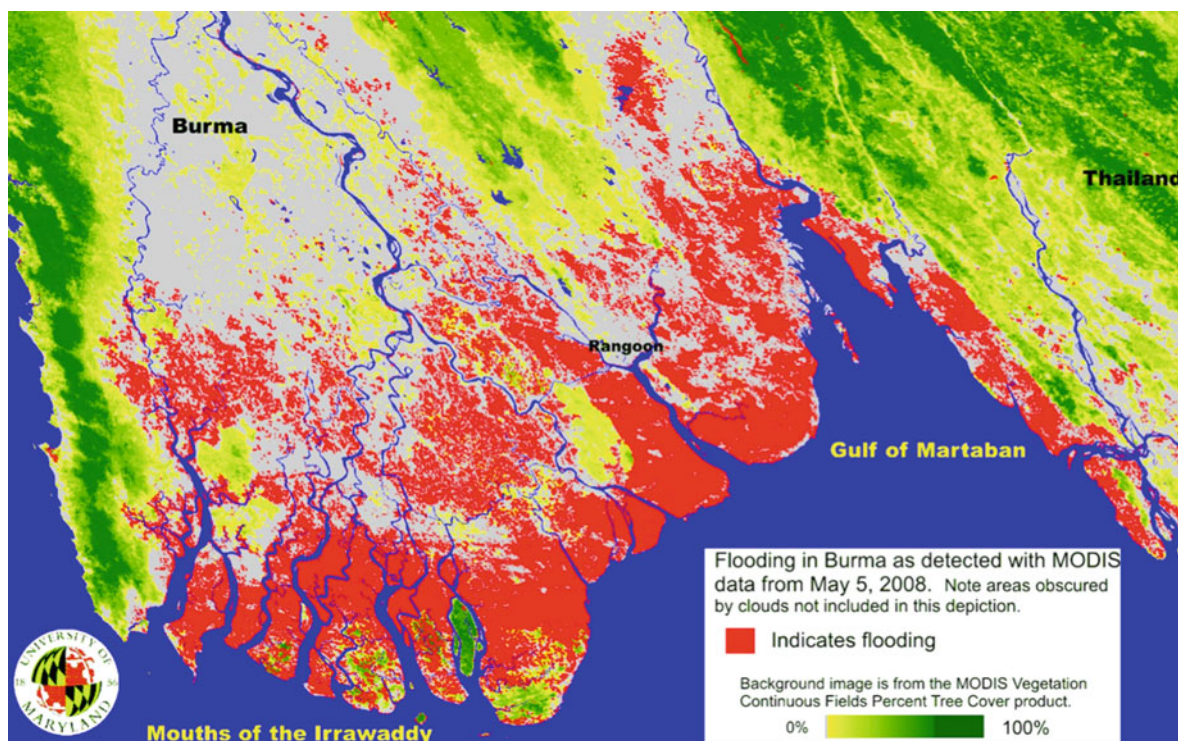 Burma
Thailand
Rangoon
Gulf of Martaban
Flooding in Burma as detected with MODIS
data from May 5, 2008. Note areas obscured
by clouds not included in this depiction.
Indicates flooding
Background image is from the MODIS Vegetation
Continuous Fields Percent Tree Cover product.
0% 100%
UNIVERSITY OF
18 56
MARYLAND
Mouths of the Irrawaddy